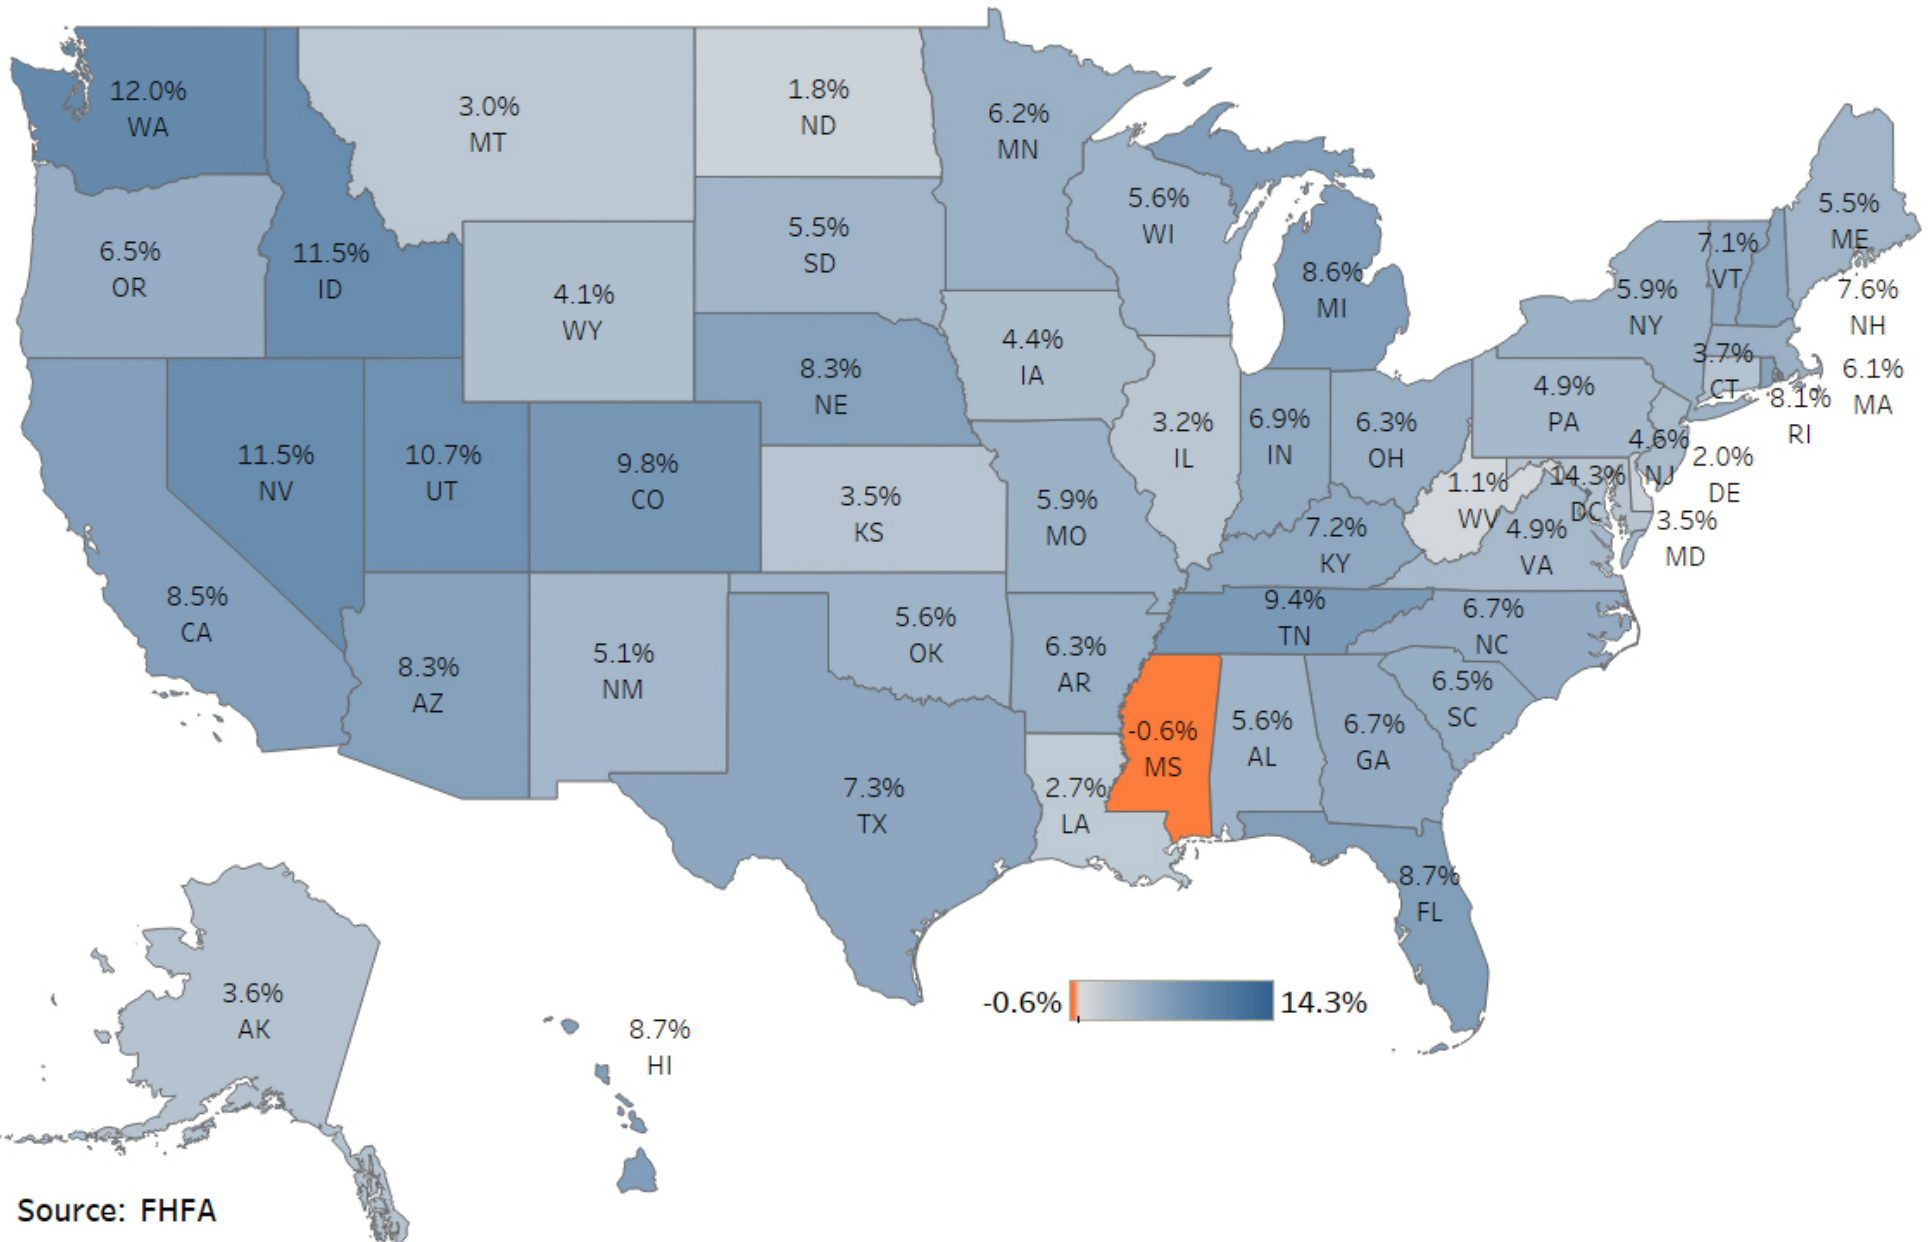 12.0%
WA
3.0%
MT
1.8%
ND
6.2%
MN
5.6%
WI
8.6%
MI
5.5%
ME
7.1%
VT
7.6%
NH
5.9%
NY
6.1%
MA
3.7%
CT
8.1%
RI
6.5%
OR
11.5%
ID
4.1%
WY
5.5%
SD
4.4%
IA
8.3%
NE
3.2%
IL
6.9%
IN
6.3%
OH
4.9%
PA
4.6%
NJ
2.0%
DE
11.5%
NV
10.7%
UT
9.8%
CO
3.5%
KS
5.9%
MO
7.2%
KY
1.1%
WV
14.3%
DC
4.9%
VA
3.5%
MD
8.5%
CA
8.3%
AZ
5.1%
NM
5.6%
OK
6.3%
AR
9.4%
TN
6.7%
NC
6.5%
SC
-0.6%
MS
5.6%
AL
6.7%
GA
7.3%
TX
2.7%
LA
8.7%
FL
3.6%
AK
8.7%
HI
-0.6% 14.3%
Source: FHFA